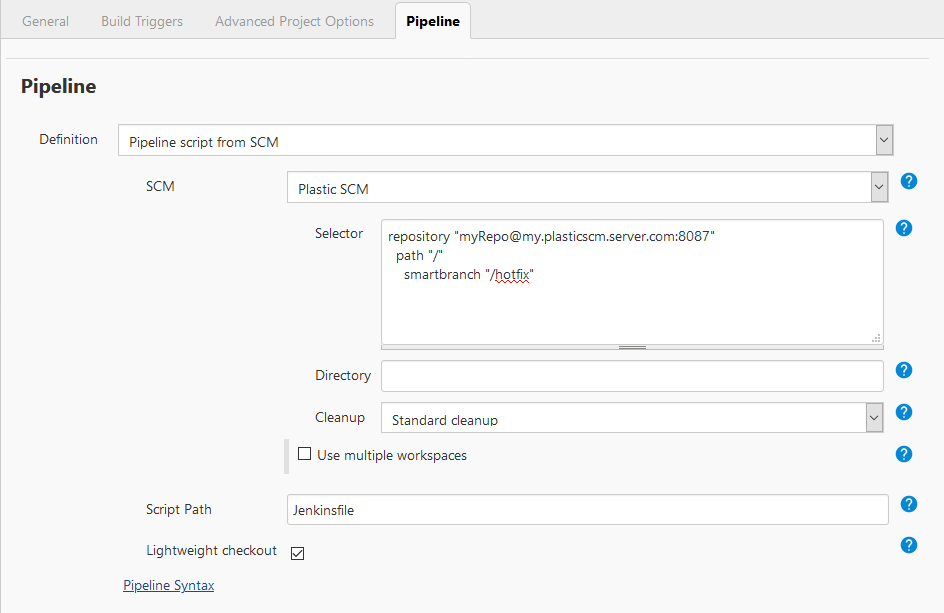 General Build Triggers Advanced Project Options Pipeline
Pipeline
Definition Pipeline script from SCM
SCM Plastic SCM ?
Selector repository "myRepo@my.plasticscm.server.com:8087" ?
path "/"
smartbranch "/hotfix"
Directory ?
Cleanup Standard cleanup ?
Use multiple workspaces ?
Script Path Jenkinsfile ?
Lightweight checkout ?
Pipeline Syntax